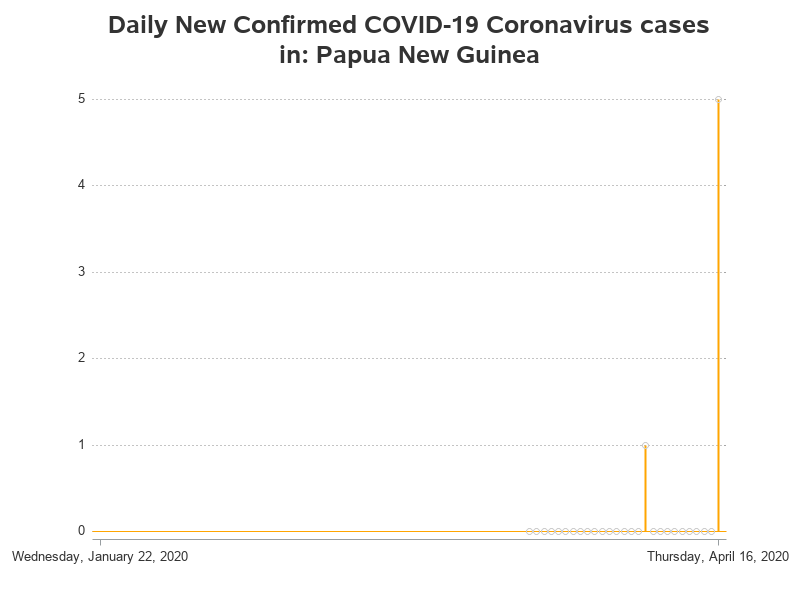 Daily New Confirmed COVID-19 Coronavirus cases
in: Papua New Guinea
5
4
3
2
1
0
Wednesday, January 22, 2020
Thursday, April 16, 2020